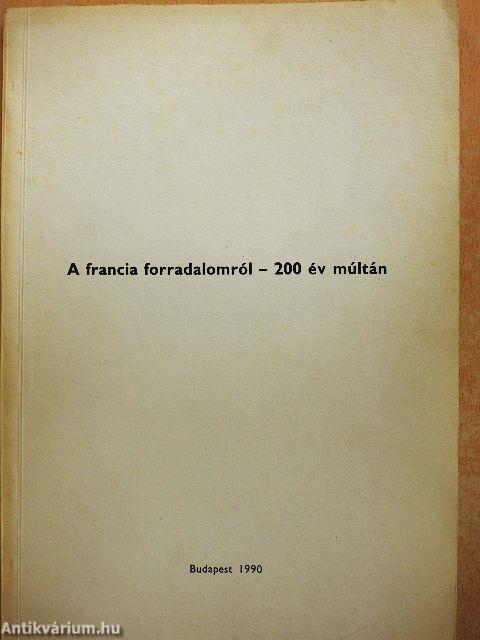 A francia forradalomról – 200 év múltán
Budapest 1990
Antikvárium.hu